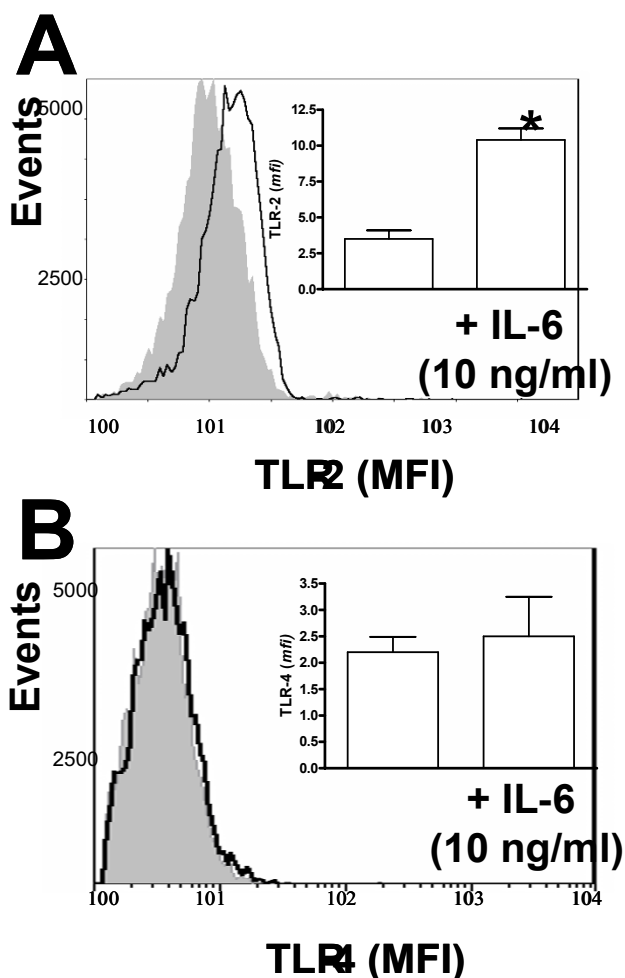 A
Events
5000
2500
TLR-2 (mfi)
12.5
10.0
7.5
5.0
2.5
0.0
*
+ IL-6
(10 ng/ml)
100 101 102 103 104
TLR2 (MFI)
B
Events
5000
2500
TLR-4 (mfi)
3.5
3.0
2.5
2.0
1.5
1.0
0.5
0.0
+ IL-6
(10 ng/ml)
100 101 102 103 104
TLR4 (MFI)